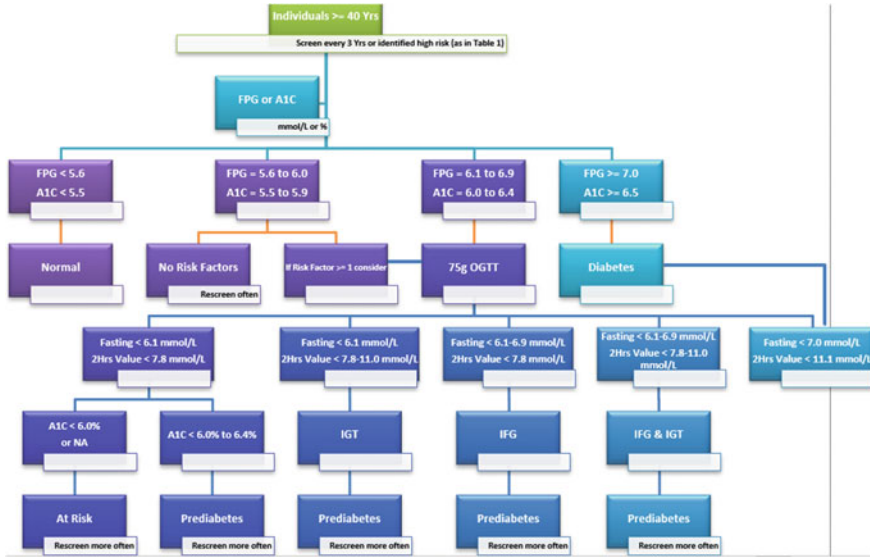 Individuals >= 40 Yrs
Screen every 3 Yrs or identified high risk (as in Table 1)
FPG or A1C
mmol/L or %
FPG < 5.6
A1C < 5.5
FPG = 5.6 to 6.0
A1C = 5.5 to 5.9
FPG = 6.1 to 6.9
A1C = 6.0 to 6.4
FPG >= 7.0
A1C >= 6.5
Normal
No Risk Factors
Rescreen often
If Risk Factor >= 1 consider
75g OGTT
Diabetes
Fasting < 6.1 mmol/L
2Hrs Value < 7.8 mmol/L
Fasting < 6.1 mmol/L
2Hrs Value < 7.8-11.0 mmol/L
Fasting < 6.1-6.9 mmol/L
2Hrs Value < 7.8 mmol/L
Fasting < 6.1-6.9 mmol/L
2Hrs Value < 7.8-11.0
mmol/L
Fasting < 7.0 mmol/L
2Hrs Value < 11.1 mmol/L
A1C < 6.0%
or NA
A1C < 6.0% to 6.4%
IGT
IFG
IFG & IGT
At Risk
Rescreen more often
Prediabetes
Rescreen more often
Prediabetes
Rescreen more often
Prediabetes
Rescreen more often
Prediabetes
Rescreen more often